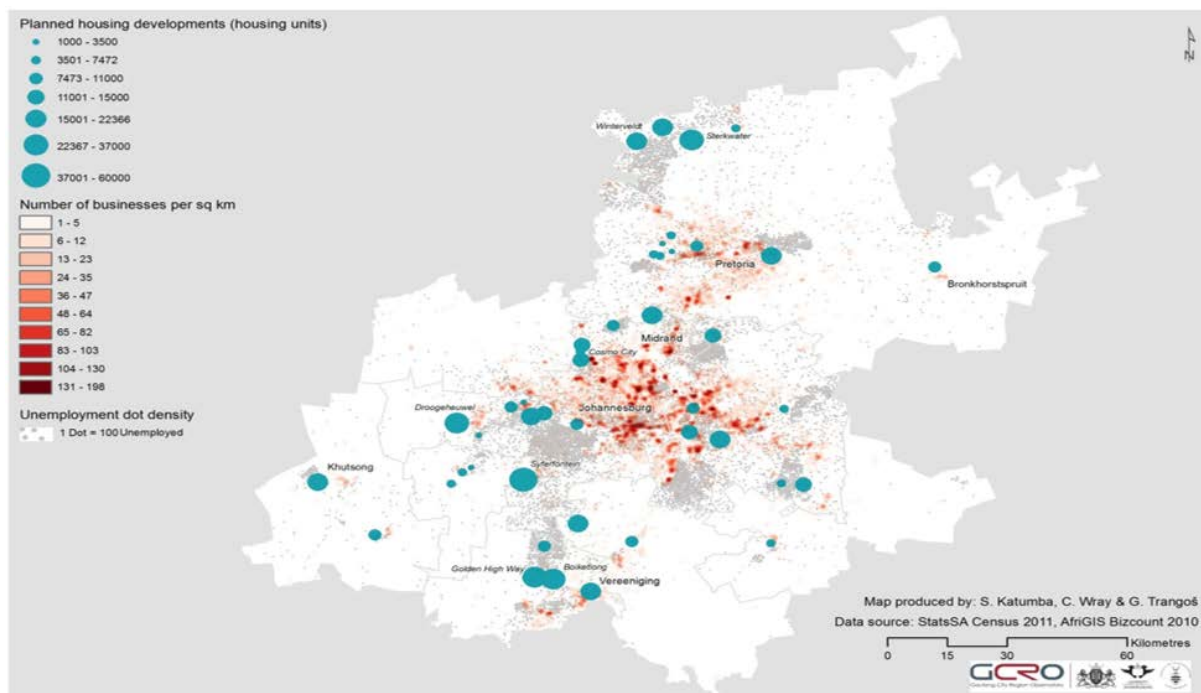 Planned housing developments (housing units)
1000 - 3500
3501 - 7472
7473 - 11000
11001 - 15000
15001 - 22366
22367 - 37000
37001 - 60000
Number of businesses per sq km
1 - 5
6 - 12
13 - 23
24 - 35
36 - 47
48 - 64
65 - 82
83 - 103
104 - 130
131 - 198
Unemployment dot density
1 Dot = 100 Unemployed
N
Winterveldt
Sterkwater
Pretoria
Bronkhorstspruit
Midrand
Cosmo City
Droogeheuwel
Johannesburg
Khutsong
Syferfontein
Golden High Way
Boiketlong
Vereeniging
Map produced by: S. Katumba, C. Wray & G. Trangoš
Data source: StatsSA Census 2011, AfriGIS Bizcount 2010
Kilometres
0 15 30 60
GCRO
Gauteng City-Region Observatory